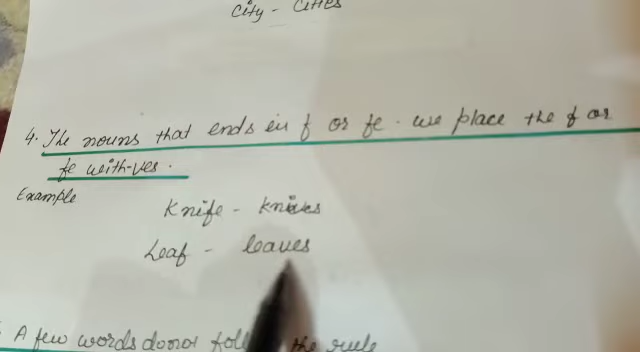 City - Cities
4. The nouns that ends in f or fe. we place the f or
fe with-ves.
Example
Knife - knives
Leaf - leaves
A few words donot foll the rule